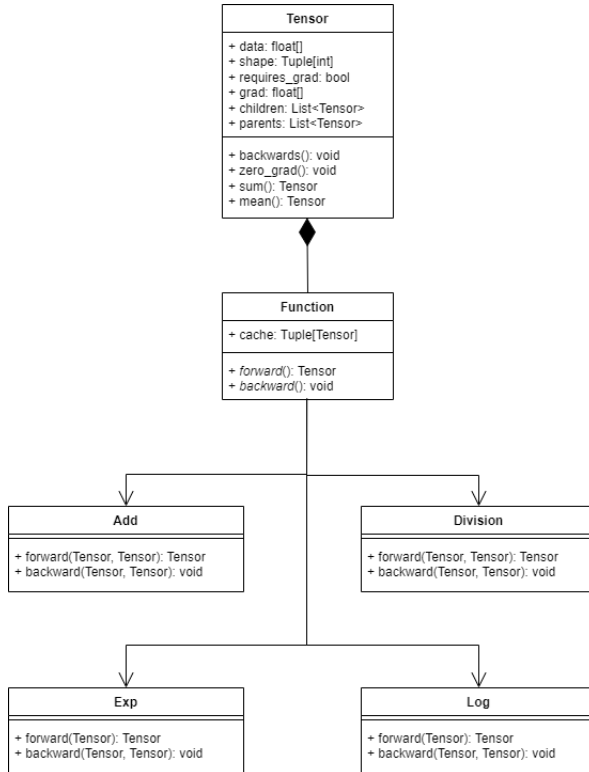 Tensor
+ data: float[]
+ shape: Tuple[int]
+ requires_grad: bool
+ grad: float[]
+ children: List<Tensor>
+ parents: List<Tensor>
+ backwards(): void
+ zero_grad(): void
+ sum(): Tensor
+ mean(): Tensor
Function
+ cache: Tuple[Tensor]
+ forward(): Tensor
+ backward(): void
Add
+ forward(Tensor, Tensor): Tensor
+ backward(Tensor, Tensor): void
Division
+ forward(Tensor, Tensor): Tensor
+ backward(Tensor, Tensor): void
Exp
+ forward(Tensor): Tensor
+ backward(Tensor, Tensor): void
Log
+ forward(Tensor): Tensor
+ backward(Tensor, Tensor): void